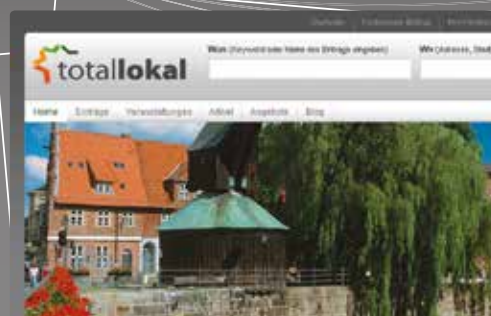 Was (Keyword oder Name des Eintrags eingeben)
Wo (Adresse, Stadt
totallokal
Home Einträge Veranstaltungen Artikel Angebote Blog